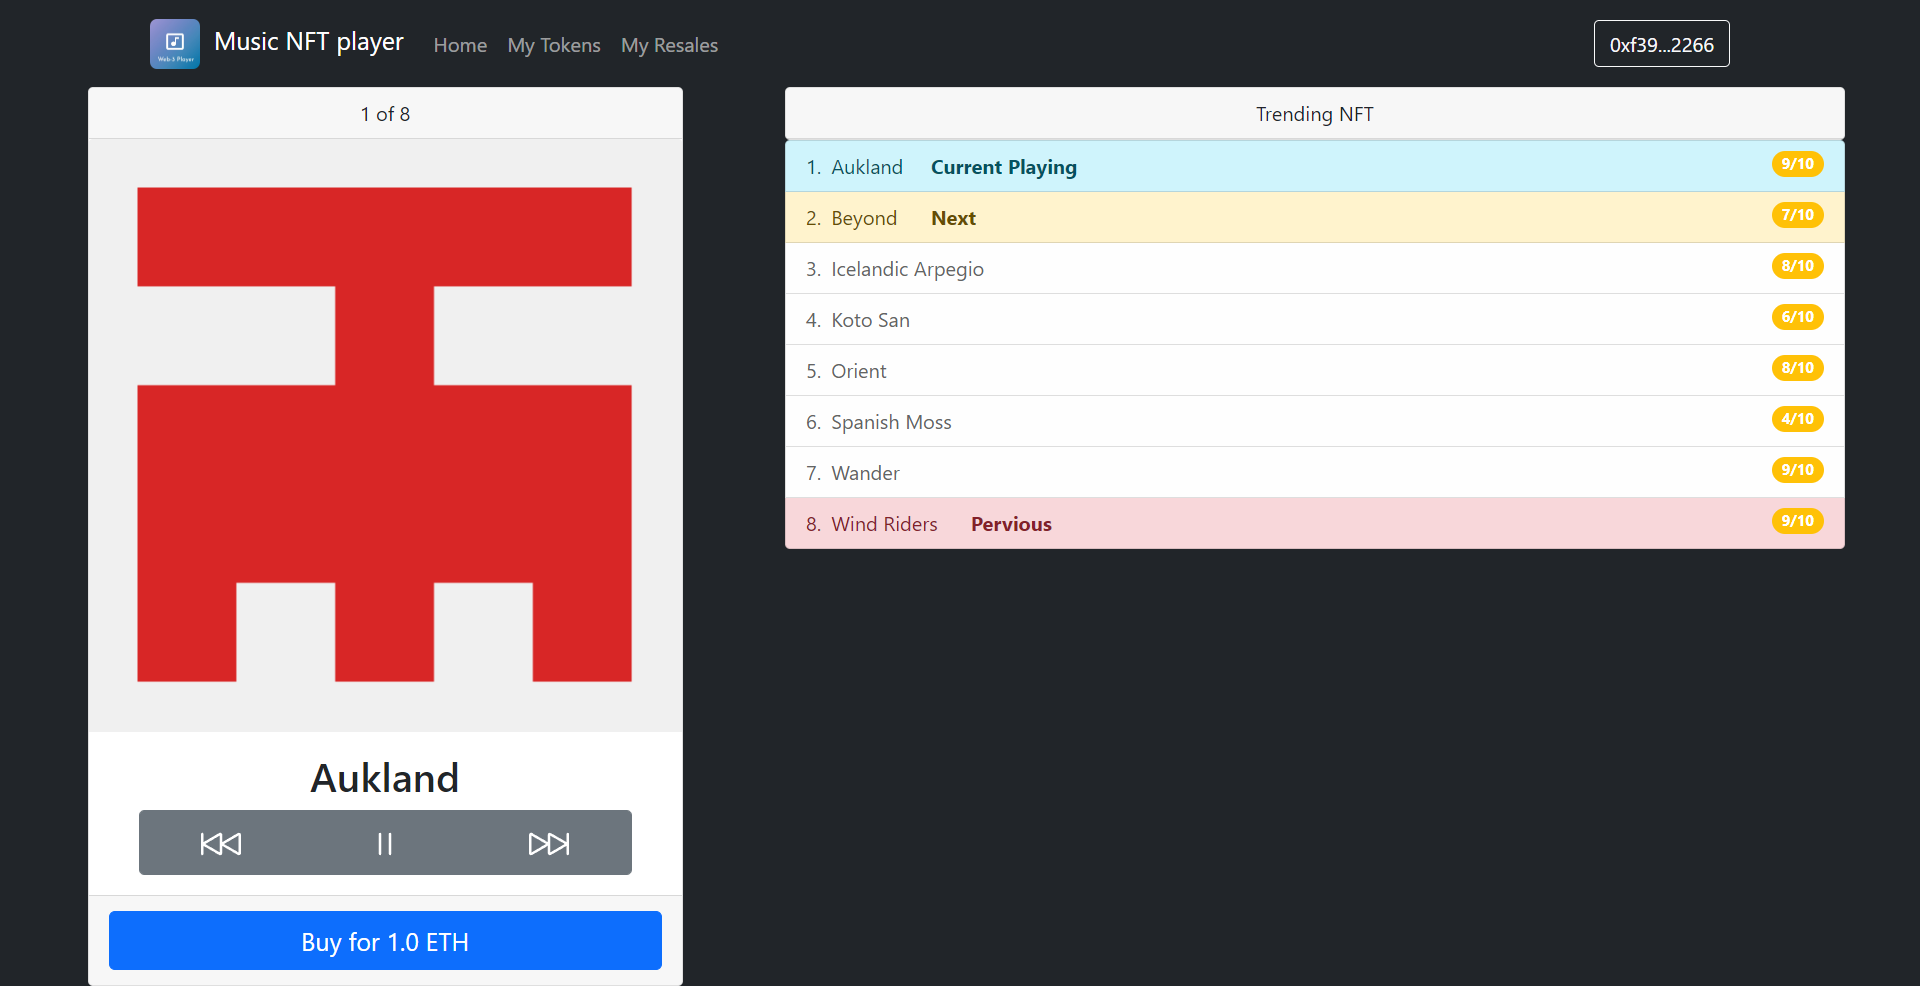 Web-3 Player
Music NFT player
Home
My Tokens
My Resales
0xf39...2266
1 of 8
Aukland
Buy for 1.0 ETH
Trending NFT
1. Aukland Current Playing 9/10
2. Beyond Next 7/10
3. Icelandic Arpegio 8/10
4. Koto San 6/10
5. Orient 8/10
6. Spanish Moss 4/10
7. Wander 9/10
8. Wind Riders Pervious 9/10